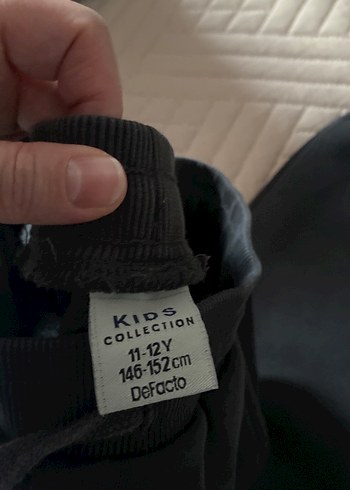 KIDS
COLLECTION
11-12Y
146-152cm
DeFacto